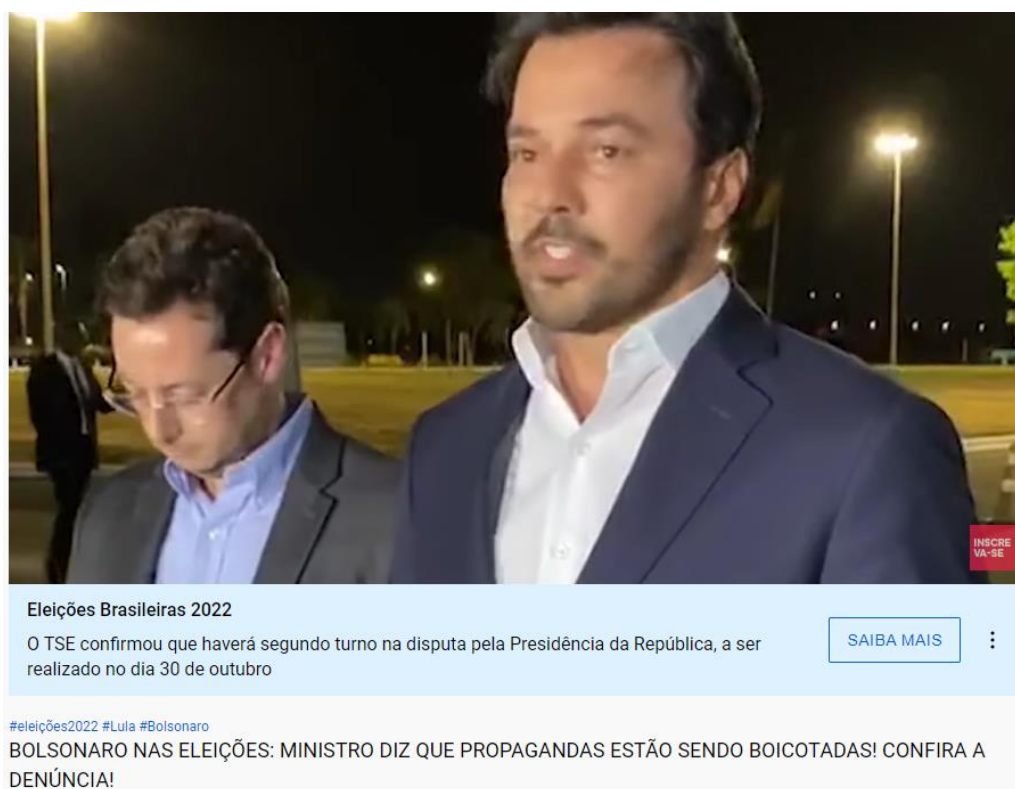 INSCRE
VA-SE
Eleições Brasileiras 2022
O TSE confirmou que haverá segundo turno na disputa pela Presidência da República, a ser
realizado no dia 30 de outubro
SAIBA MAIS
#eleições2022 #Lula #Bolsonaro
BOLSONARO NAS ELEIÇÕES: MINISTRO DIZ QUE PROPAGANDAS ESTÃO SENDO BOICOTADAS! CONFIRA A
DENÚNCIA!